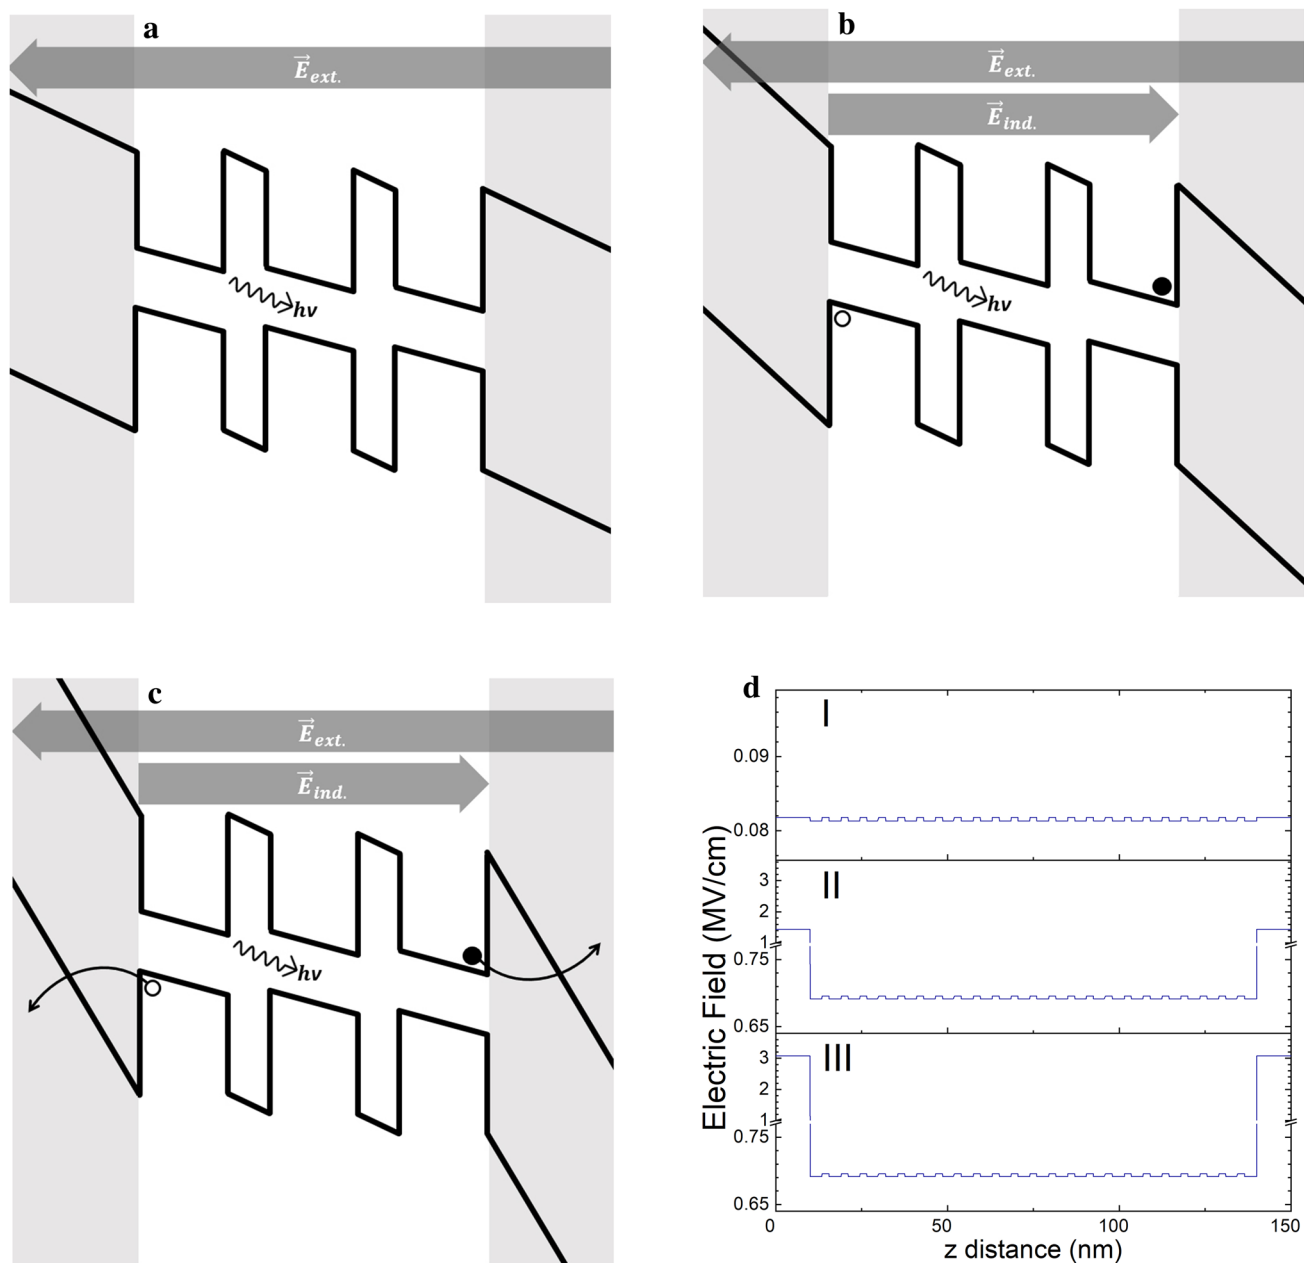 a
E⃗ext.
hν
b
E⃗ext.
E⃗ind.
hν
c
E⃗ext.
E⃗ind.
hν
d
Electric Field (MV/cm)
I
0.09
0.08
II
3
2
1
0.75
0.65
III
3
2
1
0.75
0.65
0 50 100 150
z distance (nm)